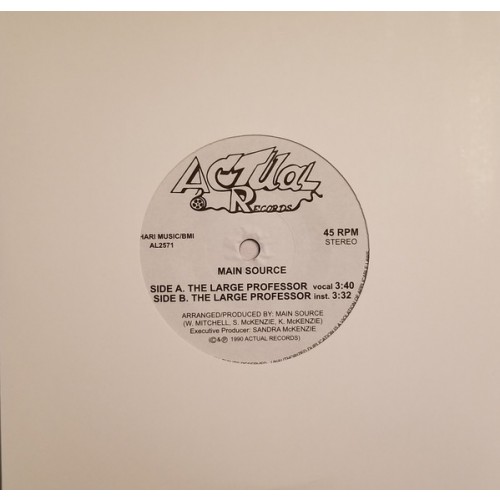 ACTUAL
RECORDS
HARI MUSIC/BMI
AL2571
45 RPM
STEREO
MAIN SOURCE
SIDE A. THE LARGE PROFESSOR vocal 3:40
SIDE B. THE LARGE PROFESSOR inst. 3:32
ARRANGED/PRODUCED BY: MAIN SOURCE
(W. MITCHELL, S. McKENZIE, K. McKENZIE)
Executive Producer: SANDRA McKENZIE
©&℗ 1990 ACTUAL RECORDS)